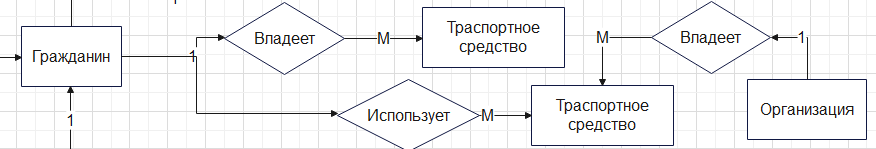 Гражданин
1
Владеет
M
Траспортное
средство
M
Владеет
1
Использует
M
Траспортное
средство
Организация
1